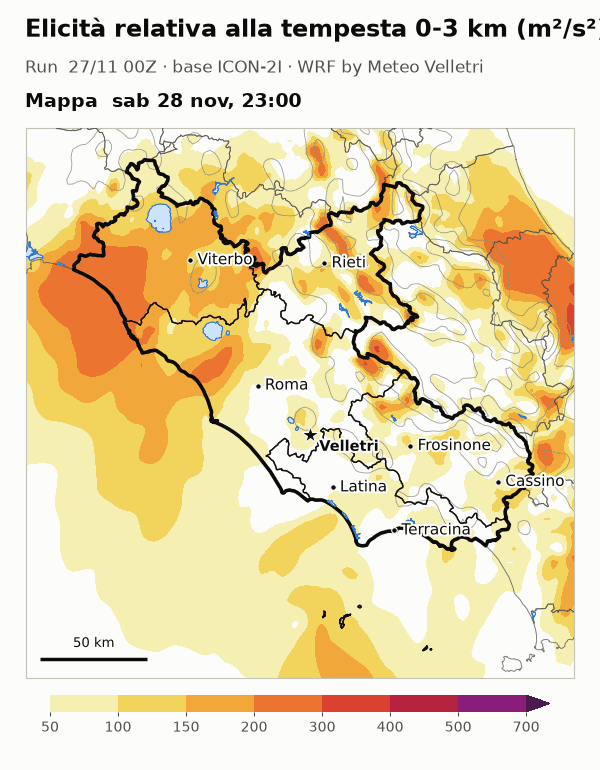 Elicità relativa alla tempesta 0-3 km (m²/s²)
Run 27/11 00Z · base ICON-2I · WRF by Meteo Velletri
Mappa sab 28 nov, 23:00
Viterbo
Rieti
Roma
Velletri
Frosinone
Cassino
Latina
Terracina
50 km
50 100 150 200 300 400 500 700